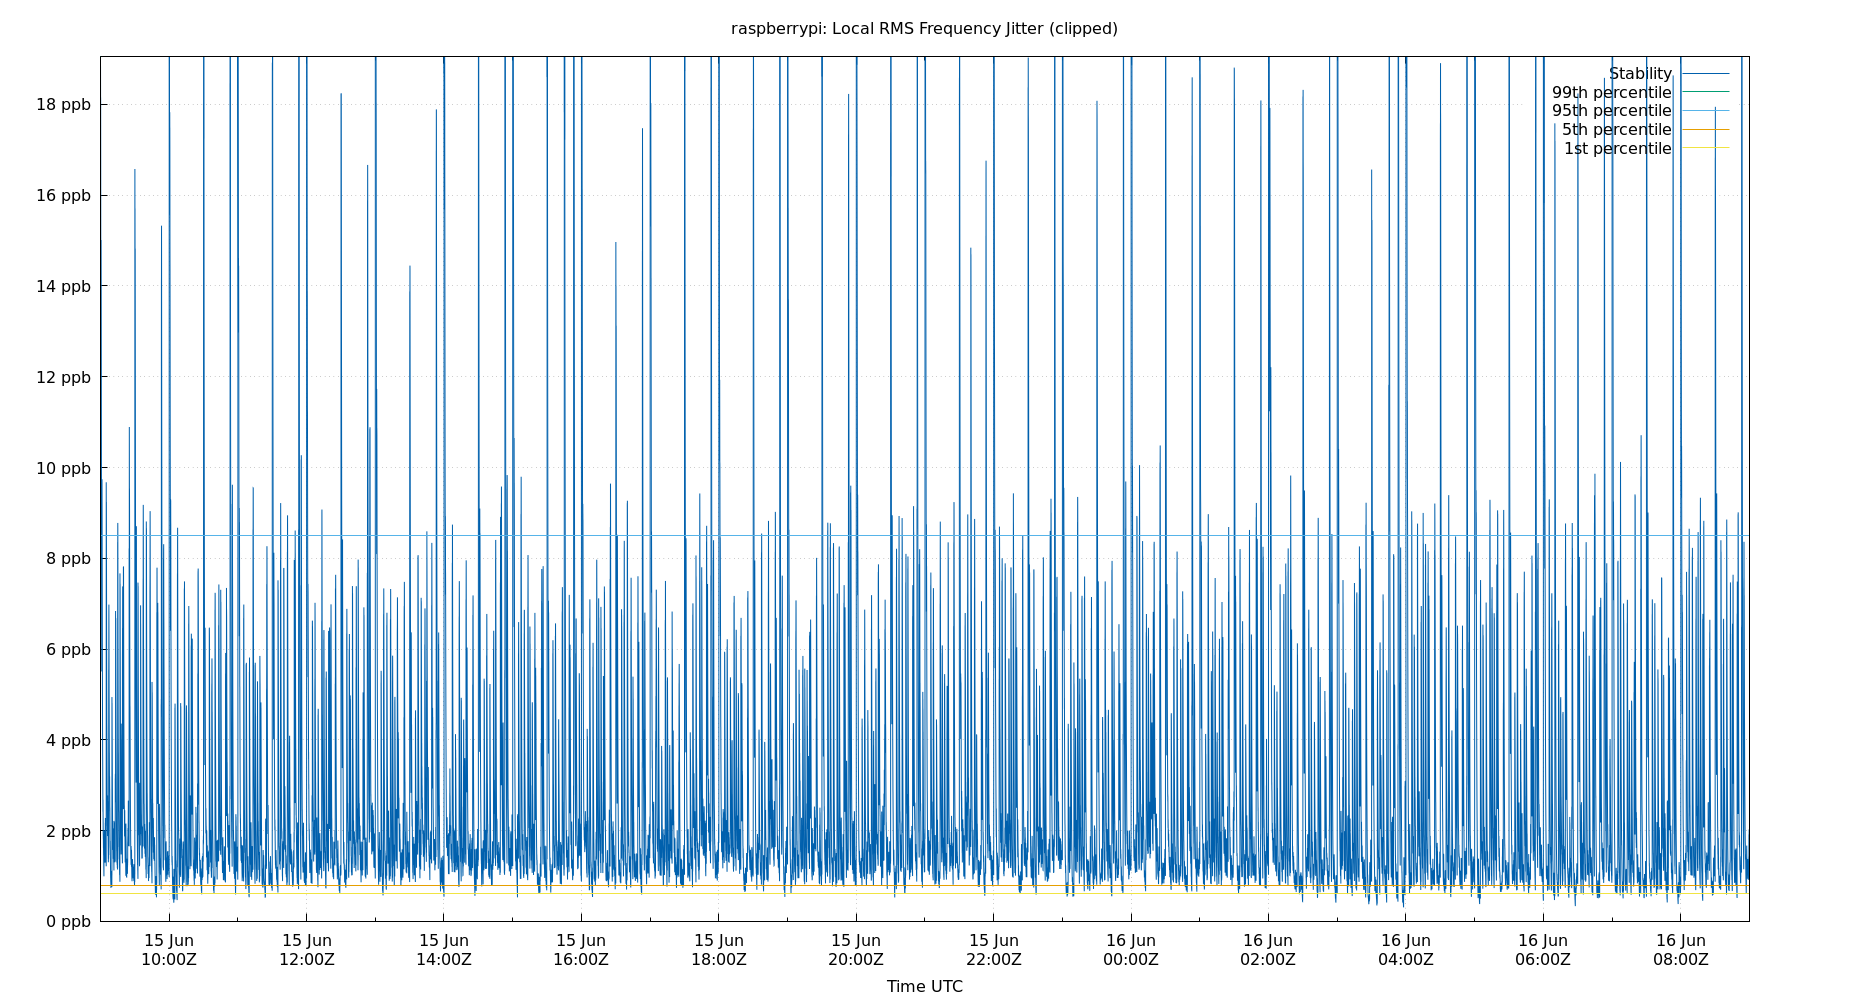 raspberrypi: Local RMS Frequency Jitter (clipped)
Stability
99th percentile
95th percentile
5th percentile
1st percentile
18 ppb
16 ppb
14 ppb
12 ppb
10 ppb
8 ppb
6 ppb
4 ppb
2 ppb
0 ppb
15 Jun 15 Jun 15 Jun 15 Jun 15 Jun 15 Jun 15 Jun 16 Jun 16 Jun 16 Jun 16 Jun 16 Jun
10:00Z 12:00Z 14:00Z 16:00Z 18:00Z 20:00Z 22:00Z 00:00Z 02:00Z 04:00Z 06:00Z 08:00Z
Time UTC